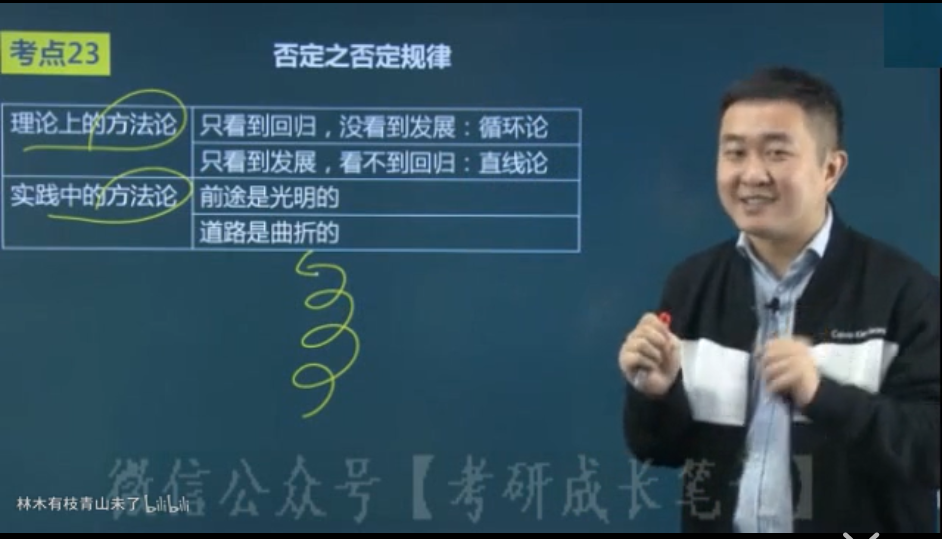 考点23
否定之否定规律
理论上的方法论
只看到回归，没看到发展：循环论
只看到发展，看不到回归：直线论
实践中的方法论
前途是光明的
道路是曲折的
微信公众号【考研成长笔记】
林木有枝青山未了 bilibili